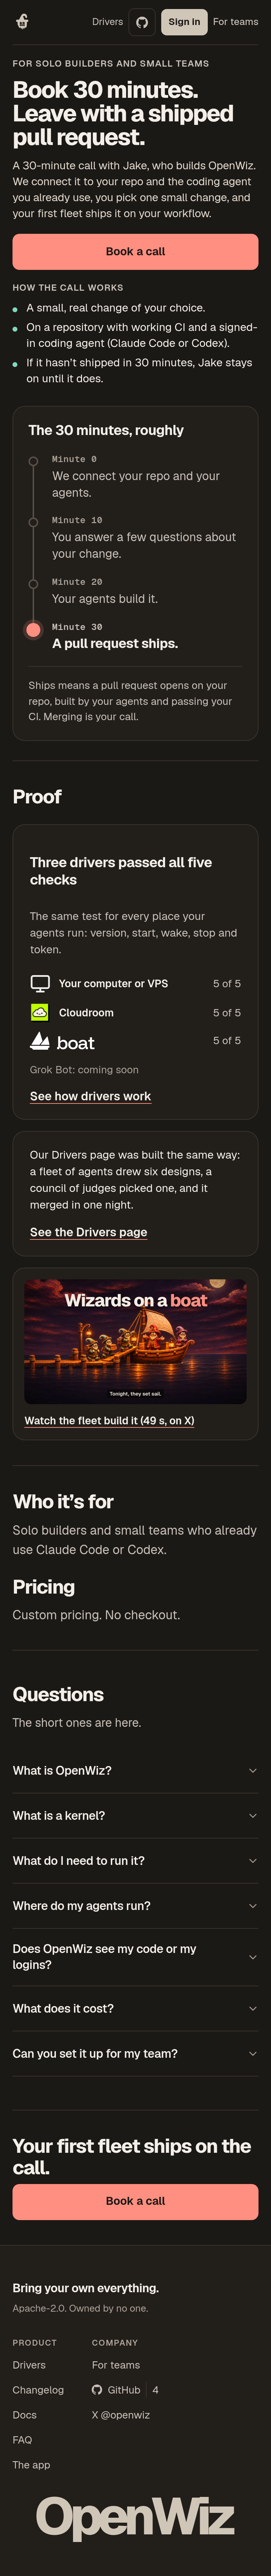 Drivers
Sign in
For teams
FOR SOLO BUILDERS AND SMALL TEAMS
Book 30 minutes.
Leave with a shipped
pull request.
A 30-minute call with Jake, who builds OpenWiz.
We connect it to your repo and the coding agent
you already use, you pick one small change, and
your first fleet ships it on your workflow.
Book a call
HOW THE CALL WORKS
A small, real change of your choice.
On a repository with working CI and a signed-
in coding agent (Claude Code or Codex).
If it hasn’t shipped in 30 minutes, Jake stays
on until it does.
The 30 minutes, roughly
Minute 0
We connect your repo and your
agents.
Minute 10
You answer a few questions about
your change.
Minute 20
Your agents build it.
Minute 30
A pull request ships.
Ships means a pull request opens on your
repo, built by your agents and passing your
CI. Merging is your call.
Proof
Three drivers passed all five
checks
The same test for every place your
agents run: version, start, wake, stop and
token.
Your computer or VPS 5 of 5
Cloudroom 5 of 5
boat 5 of 5
Grok Bot: coming soon
See how drivers work
Our Drivers page was built the same way:
a fleet of agents drew six designs, a
council of judges picked one, and it
merged in one night.
See the Drivers page
Wizards on a boat
Tonight, they set sail.
Watch the fleet build it (49 s, on X)
Who it’s for
Solo builders and small teams who already
use Claude Code or Codex.
Pricing
Custom pricing. No checkout.
Questions
The short ones are here.
What is OpenWiz?
What is a kernel?
What do I need to run it?
Where do my agents run?
Does OpenWiz see my code or my
logins?
What does it cost?
Can you set it up for my team?
Your first fleet ships on the
call.
Book a call
Bring your own everything.
Apache-2.0. Owned by no one.
PRODUCT
Drivers
Changelog
Docs
FAQ
The app
COMPANY
For teams
GitHub 4
X @openwiz
OpenWiz